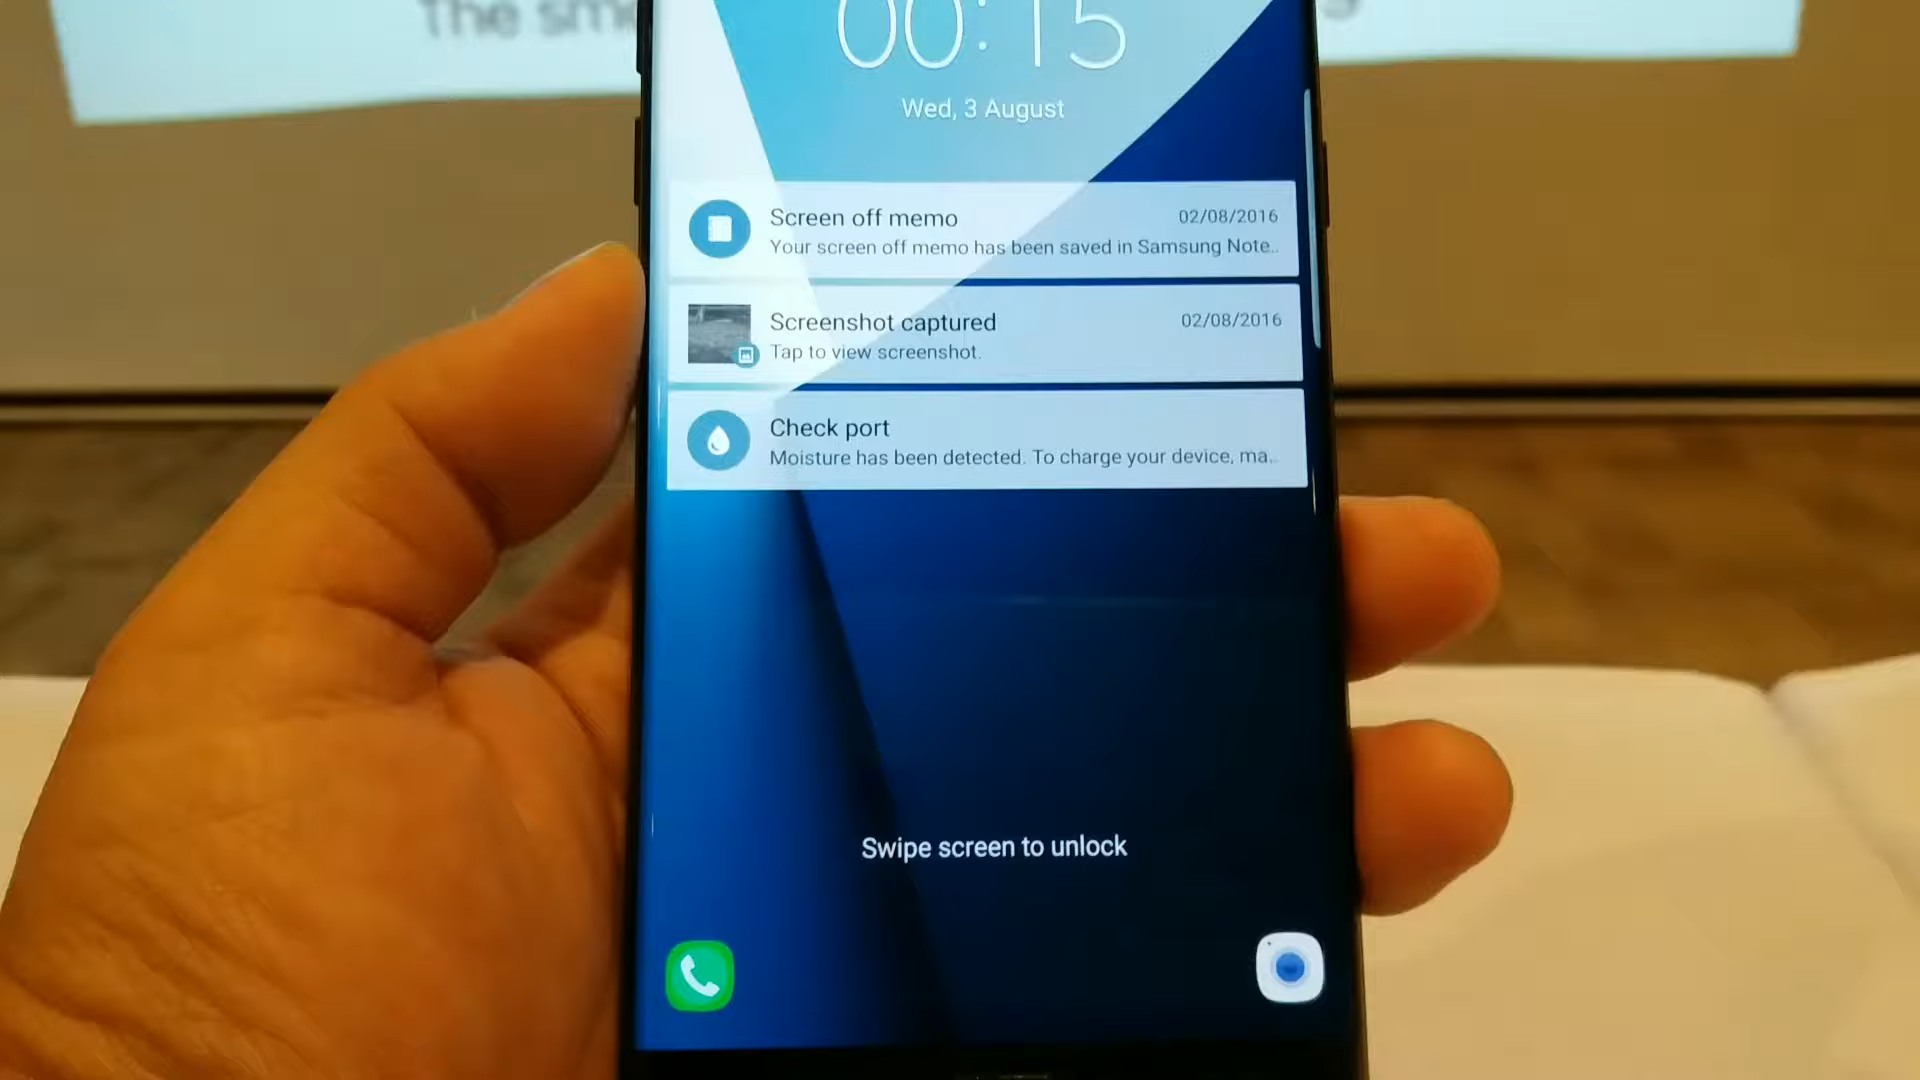 The
00:15
Wed, 3 August
Screen off memo
02/08/2016
Your screen off memo has been saved in Samsung Note..
Screenshot captured
02/08/2016
Tap to view screenshot.
Check port
Moisture has been detected. To charge your device, ma..
Swipe screen to unlock